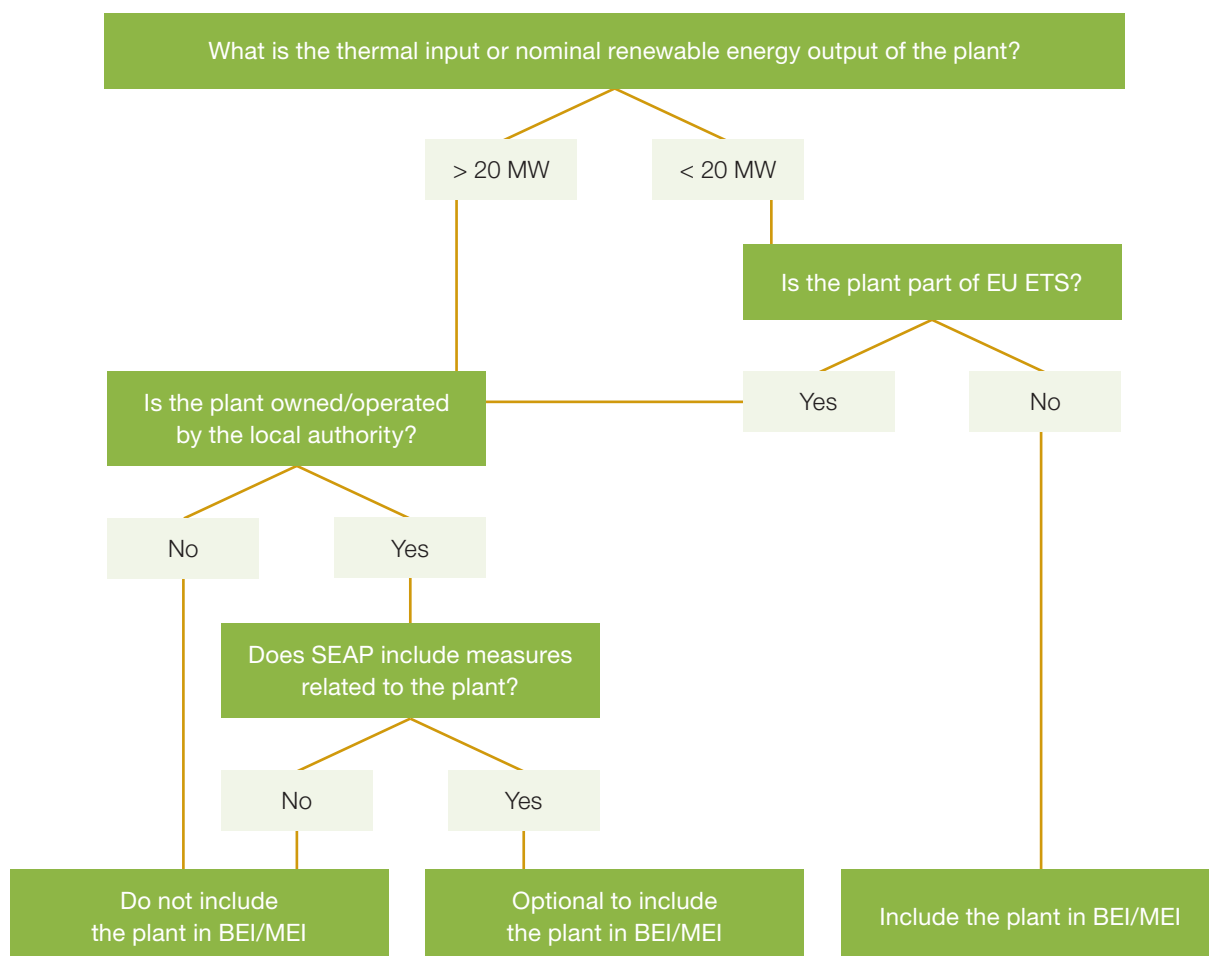 What is the thermal input or nominal renewable energy output of the plant?
> 20 MW
< 20 MW
Is the plant part of EU ETS?
Is the plant owned/operated
by the local authority?
Yes
No
No
Yes
Does SEAP include measures
related to the plant?
No
Yes
Do not include
the plant in BEI/MEI
Optional to include
the plant in BEI/MEI
Include the plant in BEI/MEI